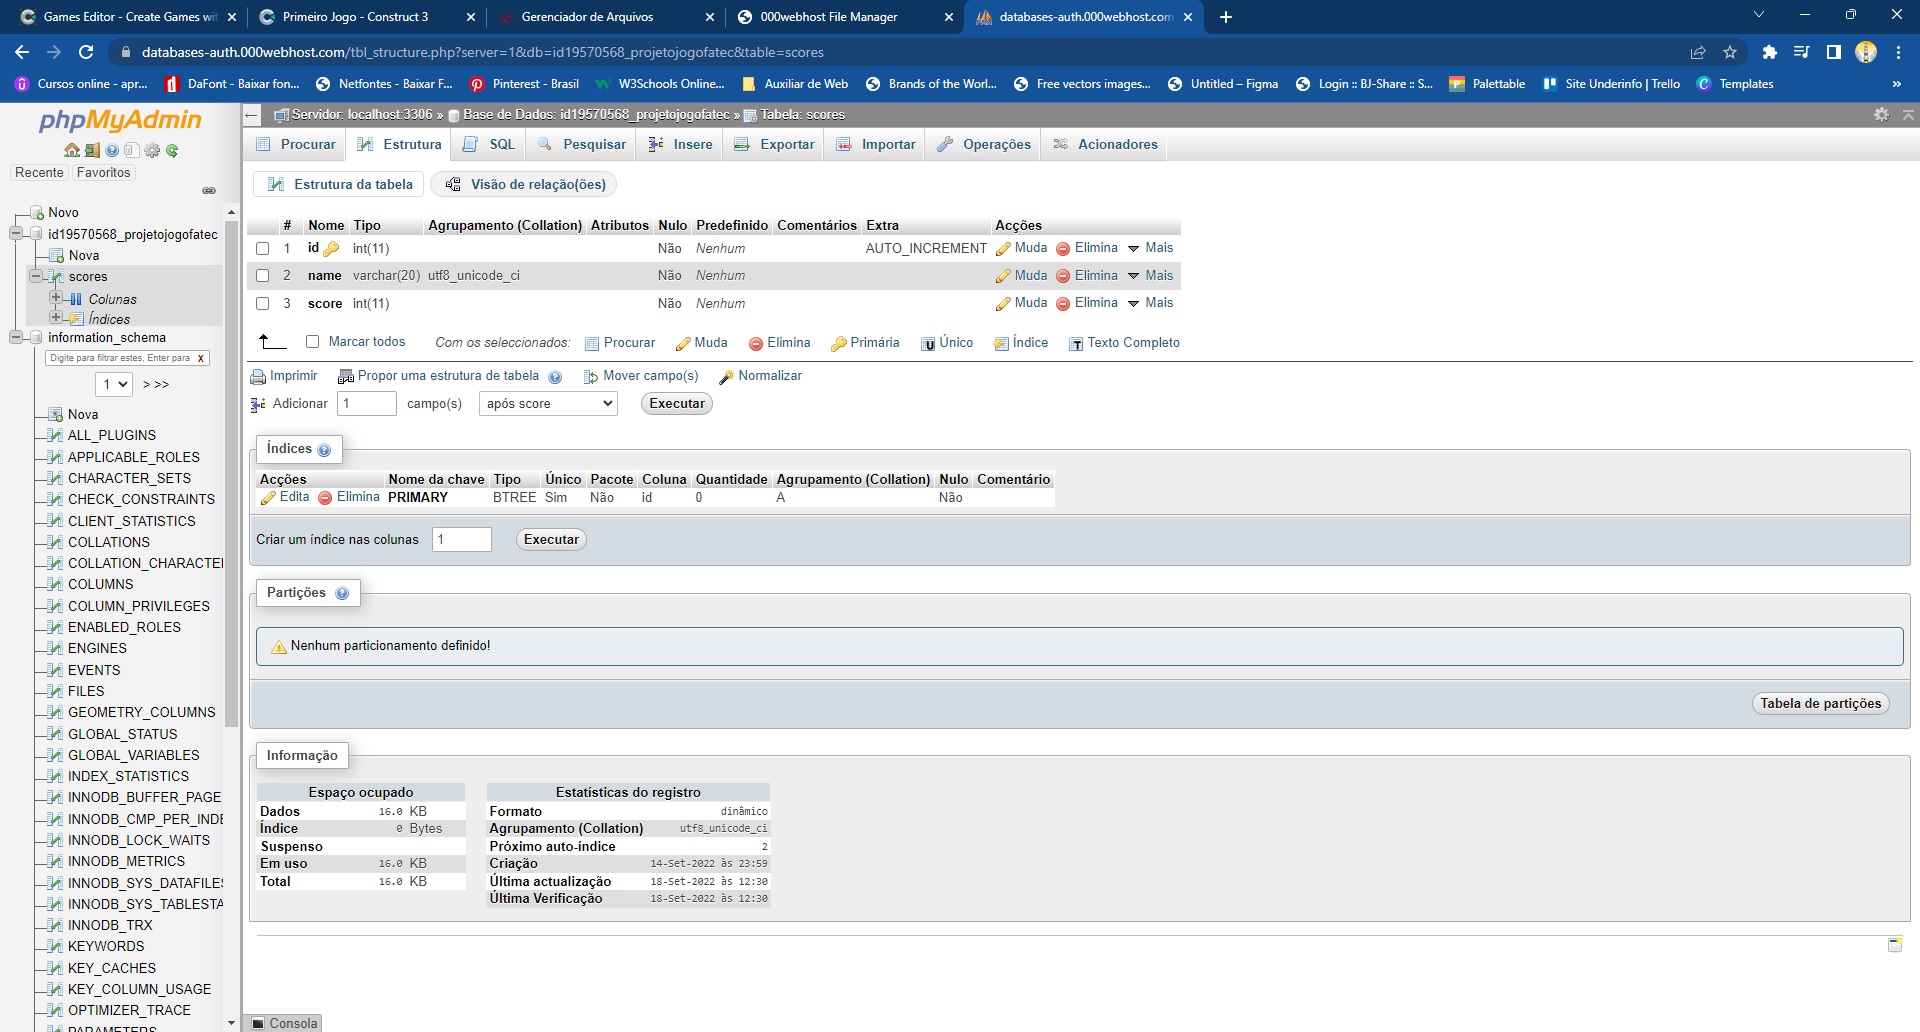 Games Editor - Create Games wit
Primeiro Jogo - Construct 3
Gerenciador de Arquivos
000webhost File Manager
databases-auth.000webhost.com
databases-auth.000webhost.com/tbl_structure.php?server=1&db=id19570568_projetojogofatec&table=scores
Cursos online - apr...
DaFont - Baixar fon...
Netfontes - Baixar F...
Pinterest - Brasil
W3Schools Online...
Auxiliar de Web
Brands of the Worl...
Free vectors images...
Untitled – Figma
Login :: BJ-Share :: S...
Palettable
Site Underinfo | Trello
Templates
»
phpMyAdmin
Recente Favoritos
Novo
id19570568_projetojogofatec
Nova
scores
Colunas
Índices
information_schema
Digite para filtrar estes, Enter para X
1 > >>
Nova
ALL_PLUGINS
APPLICABLE_ROLES
CHARACTER_SETS
CHECK_CONSTRAINTS
CLIENT_STATISTICS
COLLATIONS
COLLATION_CHARACTE
COLUMNS
COLUMN_PRIVILEGES
ENABLED_ROLES
ENGINES
EVENTS
FILES
GEOMETRY_COLUMNS
GLOBAL_STATUS
GLOBAL_VARIABLES
INDEX_STATISTICS
INNODB_BUFFER_PAGE
INNODB_CMP_PER_INDE
INNODB_LOCK_WAITS
INNODB_METRICS
INNODB_SYS_DATAFILES
INNODB_SYS_TABLESTA
INNODB_TRX
KEYWORDS
KEY_CACHES
KEY_COLUMN_USAGE
OPTIMIZER_TRACE
PARAMETERS
Servidor: localhost:3306 » Base de Dados: id19570568_projetojogofatec » Tabela: scores
Procurar Estrutura SQL Pesquisar Insere Exportar Importar Operações Acionadores
Estrutura da tabela Visão de relação(ões)
# Nome Tipo Agrupamento (Collation) Atributos Nulo Predefinido Comentários Extra Acções
1 id int(11) Não Nenhum AUTO_INCREMENT Muda Elimina Mais
2 name varchar(20) utf8_unicode_ci Não Nenhum Muda Elimina Mais
3 score int(11) Não Nenhum Muda Elimina Mais
Marcar todos Com os seleccionados: Procurar Muda Elimina Primária Único Índice Texto Completo
Imprimir Propor uma estrutura de tabela Mover campo(s) Normalizar
Adicionar 1 campo(s) após score Executar
Índices
Acções Nome da chave Tipo Único Pacote Coluna Quantidade Agrupamento (Collation) Nulo Comentário
Edita Elimina PRIMARY BTREE Sim Não id 0 A Não
Criar um índice nas colunas 1 Executar
Partições
Nenhum particionamento definido!
Tabela de partições
Informação
Espaço ocupado
Dados 16.0 KB
Índice 0 Bytes
Suspenso
Em uso 16.0 KB
Total 16.0 KB
Estatísticas do registro
Formato dinâmico
Agrupamento (Collation) utf8_unicode_ci
Próximo auto-índice 2
Criação 14-Set-2022 às 23:59
Última actualização 18-Set-2022 às 12:30
Última Verificação 18-Set-2022 às 12:30
Consola